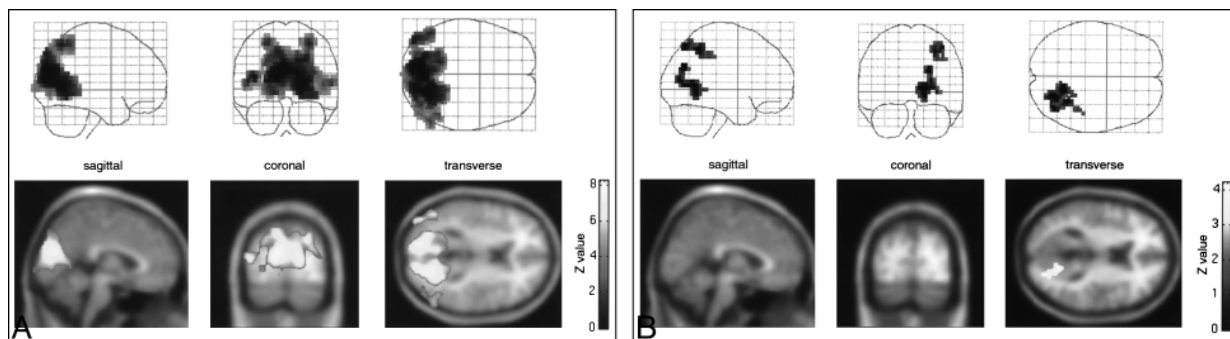 sagittal
coronal
transverse
8
6
4
2
0
Z value
A
sagittal
coronal
transverse
4
3
2
1
0
Z value
B